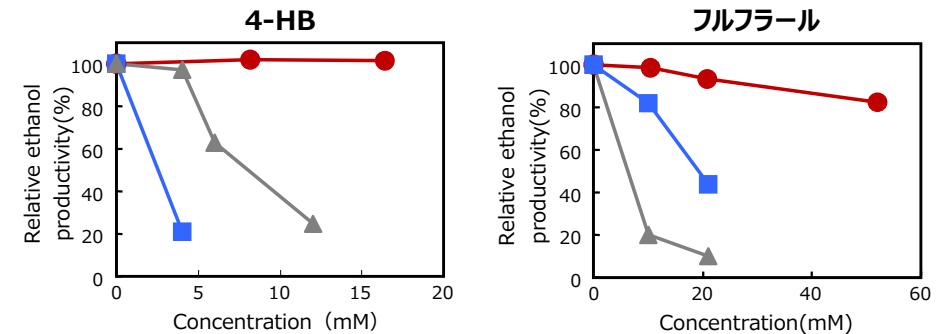 4-HB
Relative ethanol
productivity(%)
100
80
60
40
20
0
0 5 10 15 20
Concentration（mM）
フルフラール
Relative ethanol
productivity(%)
100
80
60
40
20
0
0 20 40 60
Concentration(mM)